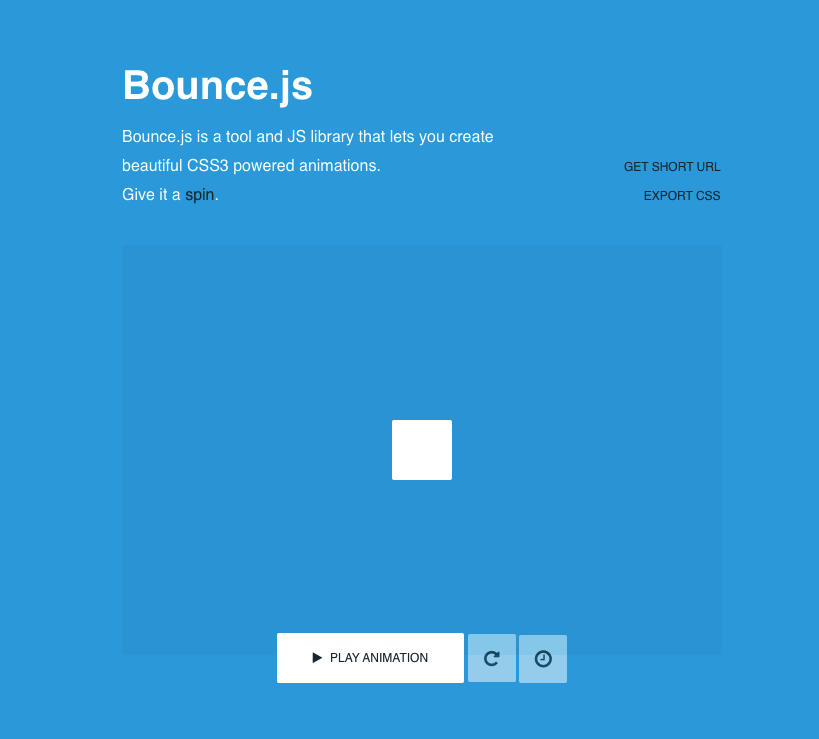 Bounce.js
Bounce.js is a tool and JS library that lets you create
beautiful CSS3 powered animations.
Give it a spin.
GET SHORT URL
EXPORT CSS
PLAY ANIMATION